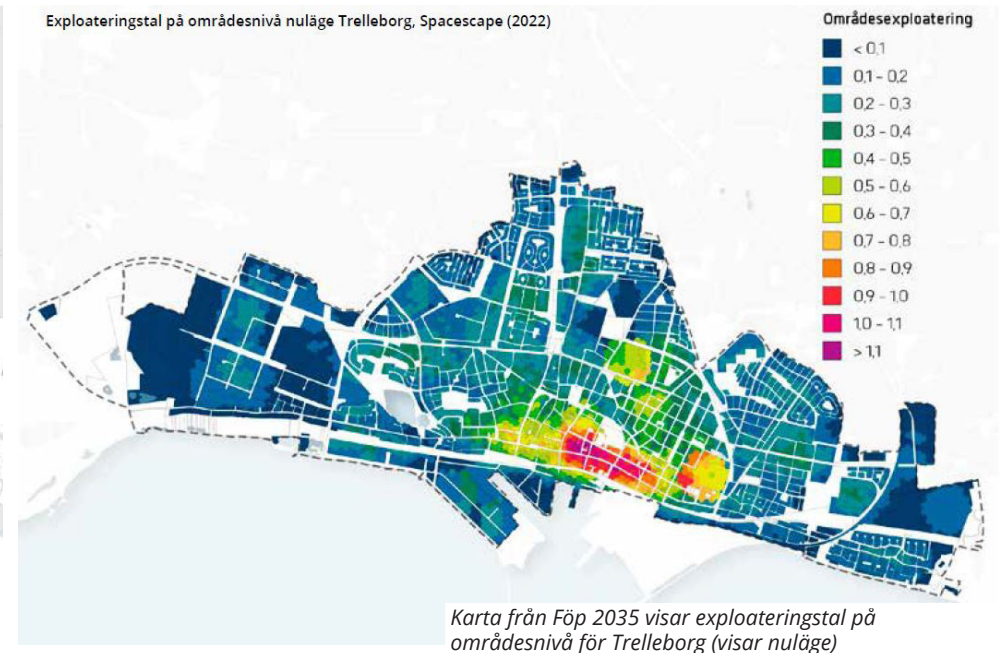 Exploateringstal på områdesnivå nuläge Trelleborg, Spacescape (2022)
Områdesexploatering
< 0,1
0,1 - 0,2
0,2 - 0,3
0,3 - 0,4
0,4 - 0,5
0,5 - 0,6
0,6 - 0,7
0,7 - 0,8
0,8 - 0,9
0,9 - 1,0
1,0 - 1,1
> 1,1
Karta från Föp 2035 visar exploateringstal på
områdesnivå för Trelleborg (visar nuläge)